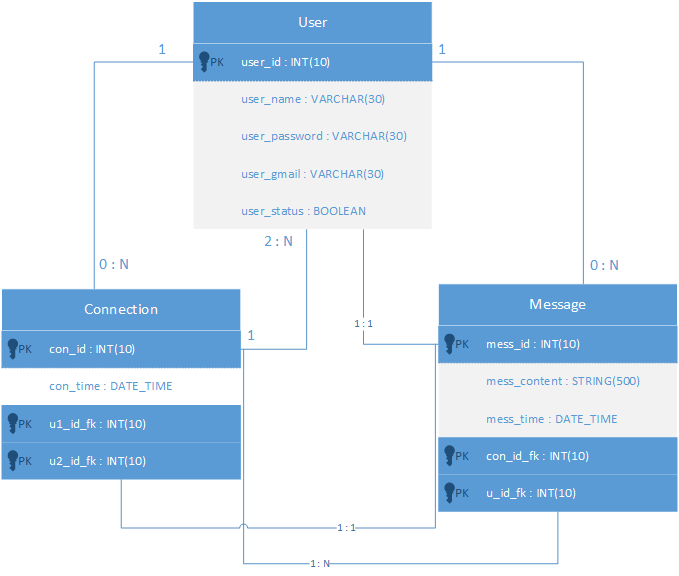 User
1
1
PK user_id : INT(10)
user_name : VARCHAR(30)
user_password : VARCHAR(30)
user_gmail : VARCHAR(30)
user_status : BOOLEAN
2 : N
0 : N
0 : N
Connection
Message
1 : 1
1
PK con_id : INT(10)
con_time : DATE_TIME
PK u1_id_fk : INT(10)
PK u2_id_fk : INT(10)
PK mess_id : INT(10)
mess_content : STRING(500)
mess_time : DATE_TIME
PK con_id_fk : INT(10)
PK u_id_fk : INT(10)
1 : 1
1 : N